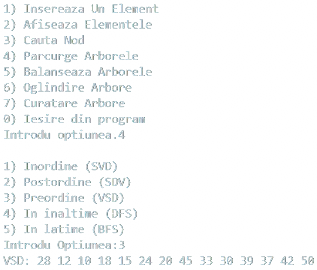 1) Insereaza Un Element
2) Afiseaza Elementele
3) Cauta Nod
4) Parcurge Arborele
5) Balanseaza Arborele
6) Oglindire Arbore
7) Curatare Arbore
0) Iesire din program
Introdu optiunea.4
1) Inordine (SVD)
2) Postordine (SDV)
3) Preordine (VSD)
4) In inaltime (DFS)
5) In latime (BFS)
Introdu Optiunea:3
VSD: 28 12 10 18 15 24 20 45 33 30 39 37 42 50